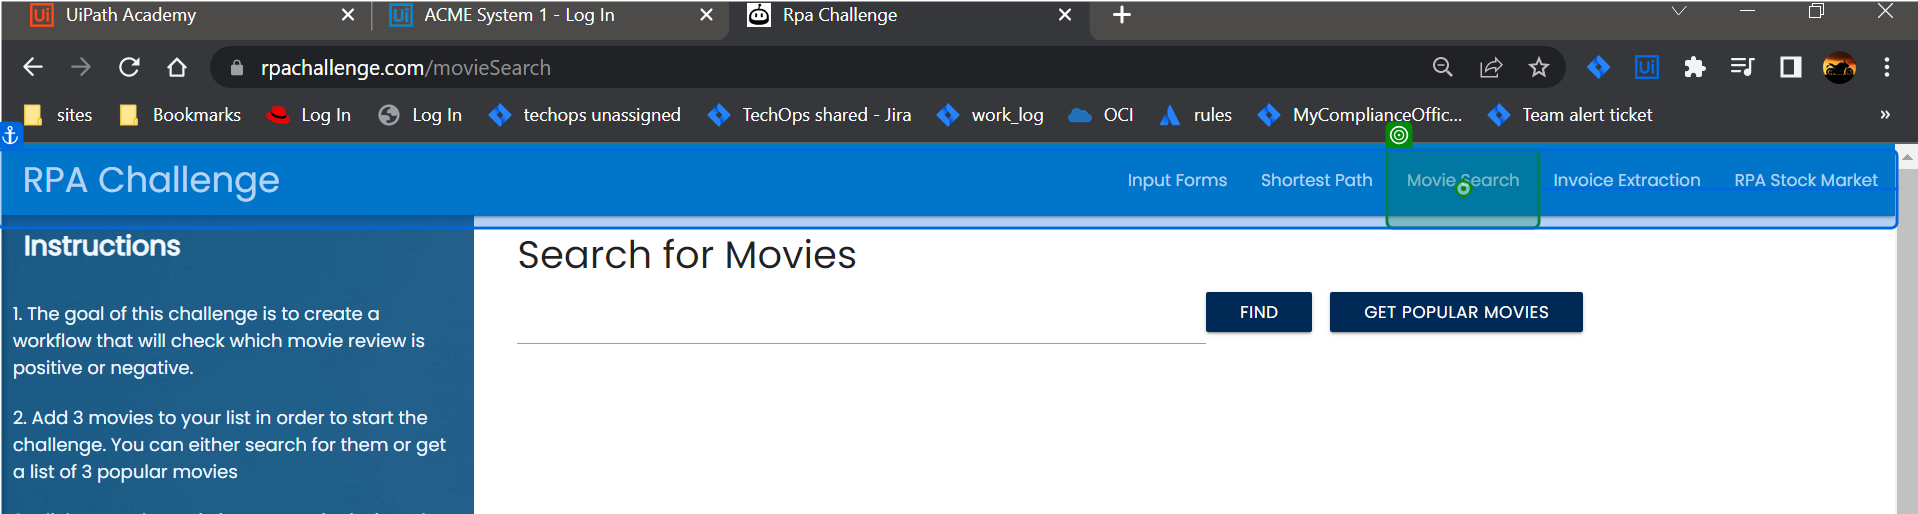 UiPath Academy ACME System 1 - Log In Rpa Challenge
rpachallenge.com/movieSearch
sites Bookmarks Log In Log In techops unassigned TechOps shared - Jira work_log OCI rules MyComplianceOffic... Team alert ticket »
RPA Challenge Input Forms Shortest Path Movie Search Invoice Extraction RPA Stock Market
Instructions
Search for Movies
FIND GET POPULAR MOVIES
1. The goal of this challenge is to create a
workflow that will check which movie review is
positive or negative.
2. Add 3 movies to your list in order to start the
challenge. You can either search for them or get
a list of 3 popular movies